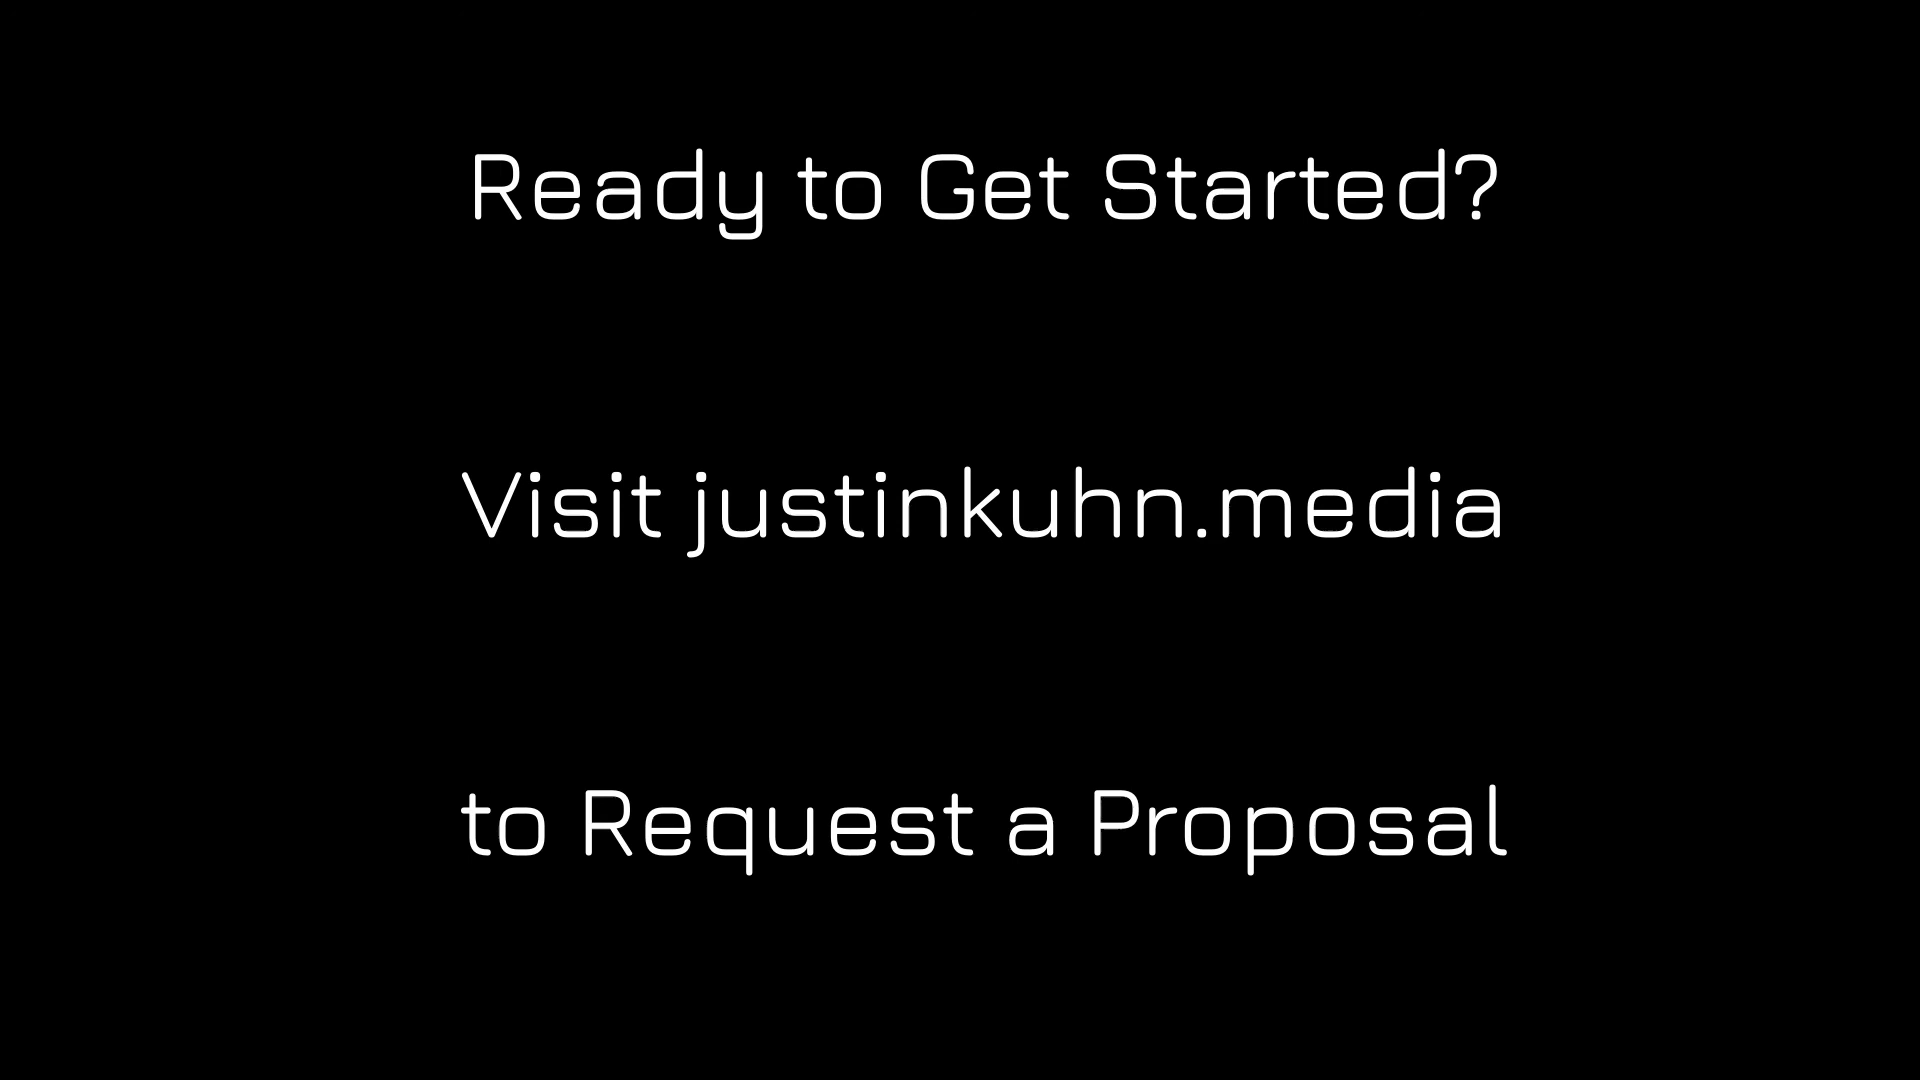 Ready to Get Started?
Visit justinkuhn.media
to Request a Proposal